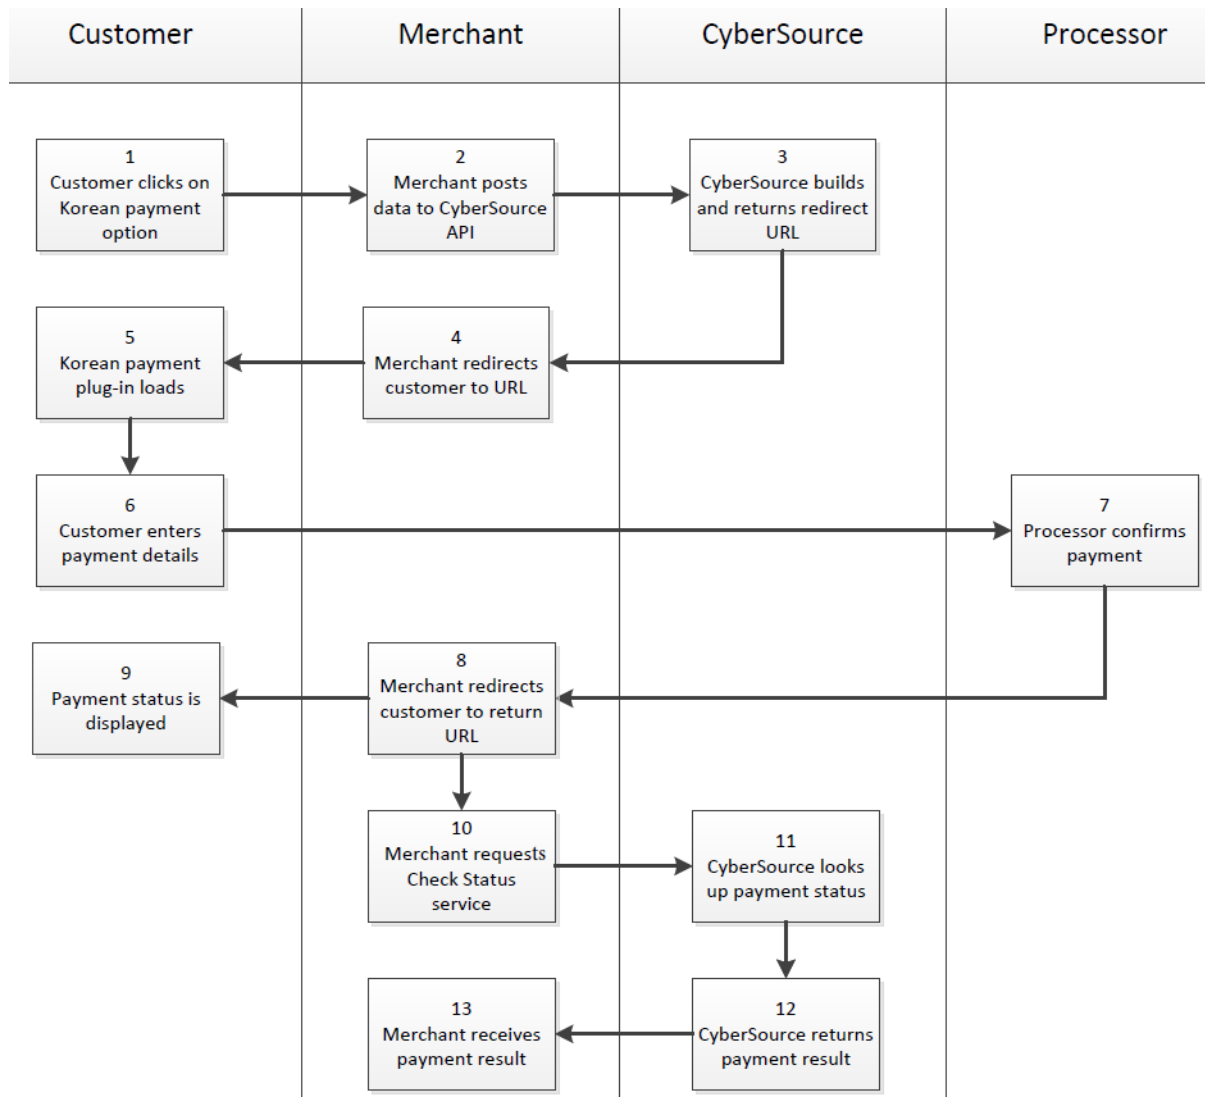 Customer
Merchant
CyberSource
Processor
1
Customer clicks on
Korean payment
option
2
Merchant posts
data to CyberSource
API
3
CyberSource builds
and returns redirect
URL
4
Merchant redirects
customer to URL
5
Korean payment
plug-in loads
6
Customer enters
payment details
7
Processor confirms
payment
8
Merchant redirects
customer to return
URL
9
Payment status is
displayed
10
Merchant requests
Check Status
service
11
CyberSource looks
up payment status
12
CyberSource returns
payment result
13
Merchant receives
payment result